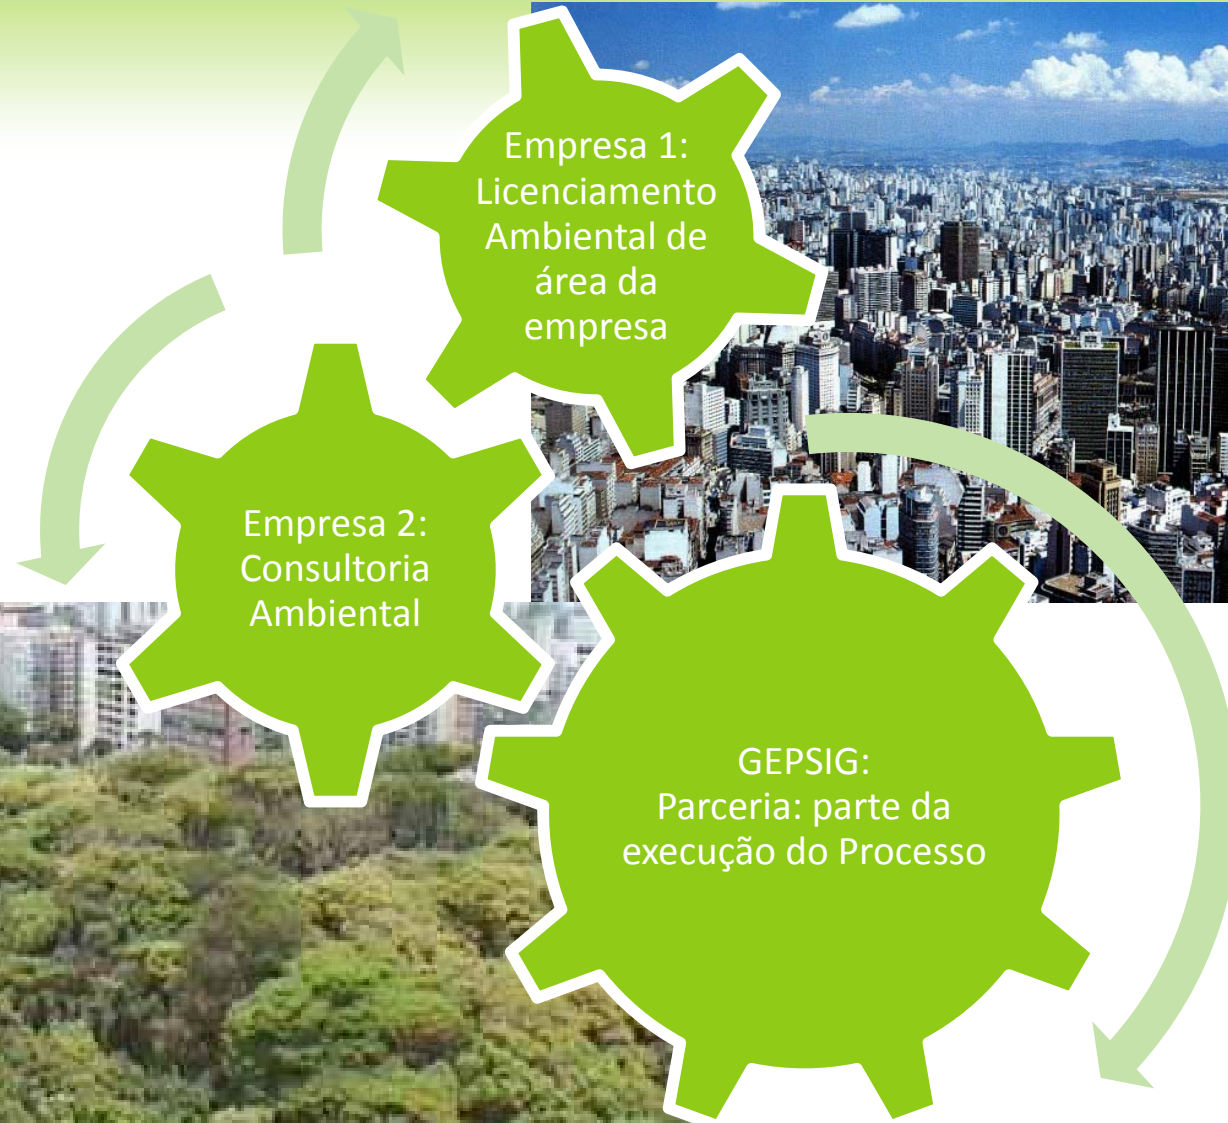 Empresa 1:
Licenciamento
Ambiental de
área da
empresa
Empresa 2:
Consultoria
Ambiental
GEPSIG:
Parceria: parte da
execução do Processo